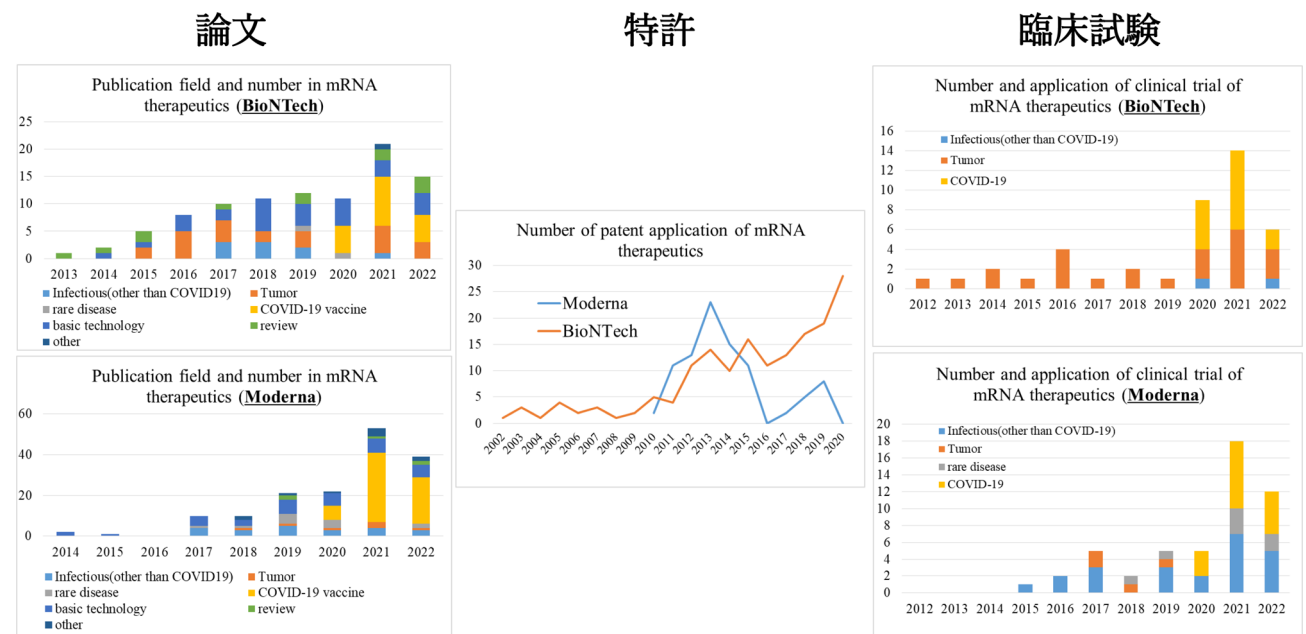 論文
特許
臨床試験
Publication field and number in mRNA
therapeutics (BioNTech)
25
20
15
10
5
0
2013 2014 2015 2016 2017 2018 2019 2020 2021 2022
Infectious(other than COVID19) Tumor
rare disease COVID-19 vaccine
basic technology review
other
Publication field and number in mRNA
therapeutics (Moderna)
60
40
20
0
2014 2015 2016 2017 2018 2019 2020 2021 2022
Infectious(other than COVID19) Tumor
rare disease COVID-19 vaccine
basic technology review
other
Number of patent application of mRNA
therapeutics
30
25
20
15
10
5
0
Moderna
BioNTech
2002 2003 2004 2005 2006 2007 2008 2009 2010 2011 2012 2013 2014 2015 2016 2017 2018 2019 2020
Number and application of clinical trial of
mRNA therapeutics (BioNTech)
16
14
12
10
8
6
4
2
0
Infectious(other than COVID-19)
Tumor
COVID-19
2012 2013 2014 2015 2016 2017 2018 2019 2020 2021 2022
Number and application of clinical trial of
mRNA therapeutics (Moderna)
20
18
16
14
12
10
8
6
4
2
0
Infectious(other than COVID-19)
Tumor
rare disease
COVID-19
2012 2013 2014 2015 2016 2017 2018 2019 2020 2021 2022